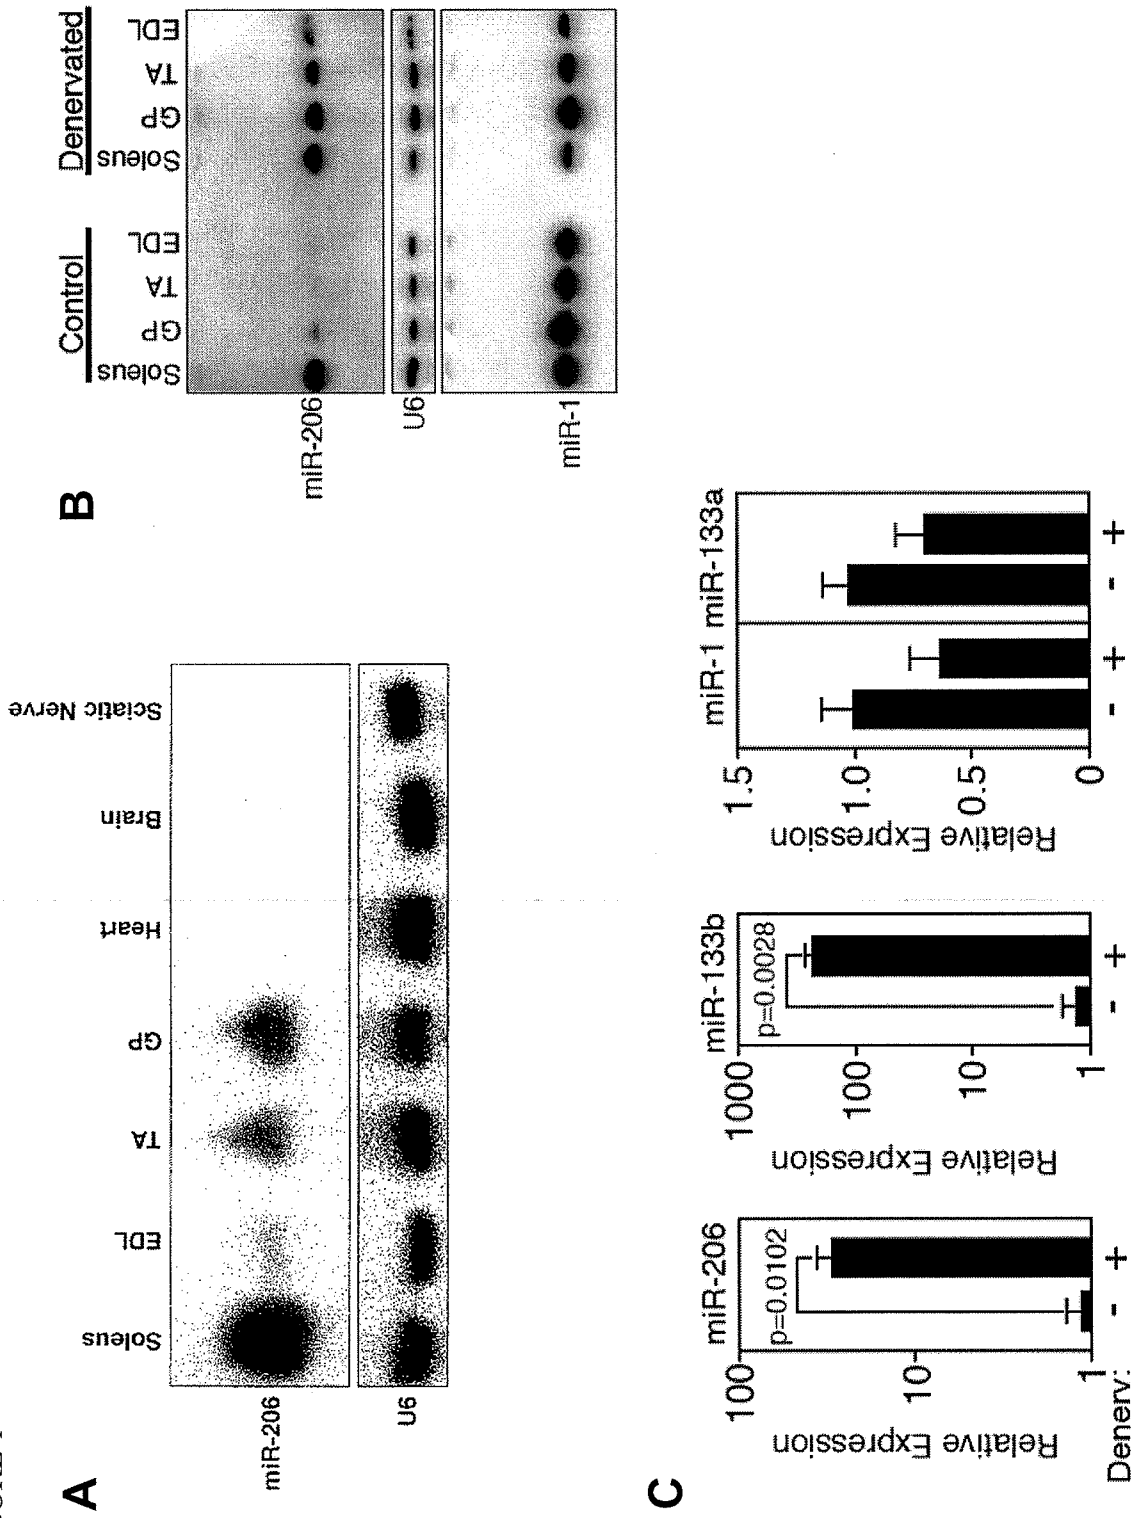 A
Soleus
EDL
TA
GP
Heart
Brain
Sciatic Nerve
miR-206
U6
B
Control
Denervated
Soleus
GP
TA
EDL
Soleus
GP
TA
EDL
miR-206
U6
miR-1
C
miR-206
p=0.0102
Relative Expression
100
10
1
Denerv:
-
+
miR-133b
p=0.0028
Relative Expression
1000
100
10
1
-
+
miR-1
miR-133a
Relative Expression
1.5
1.0
0.5
0
-
+
-
+